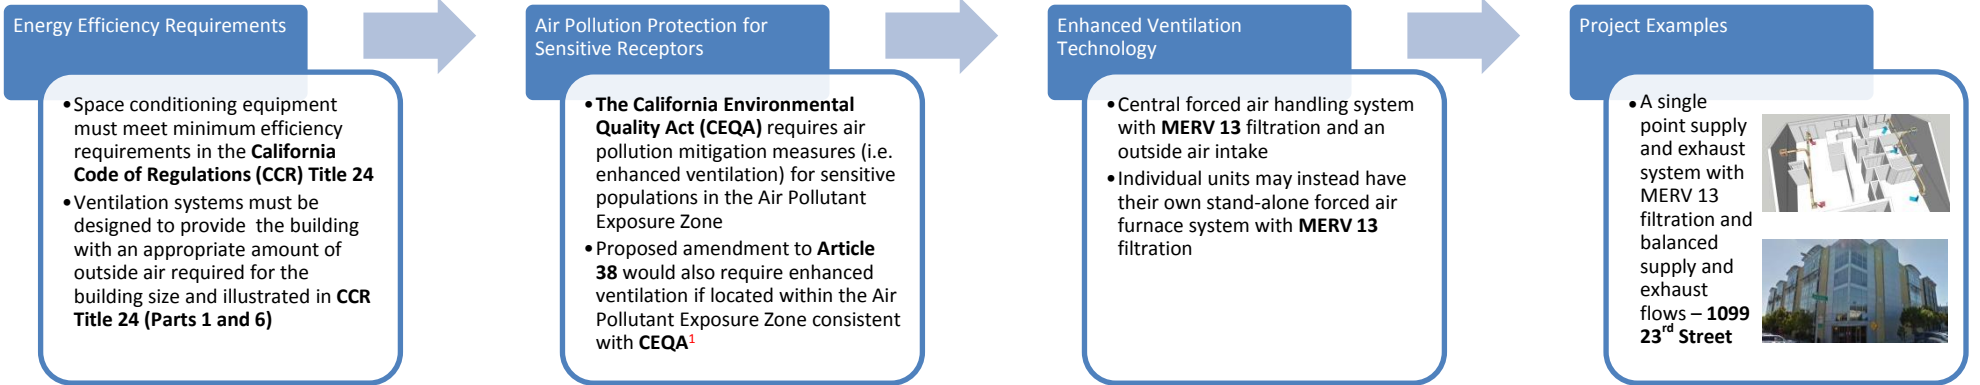 Energy Efficiency Requirements
•Space conditioning equipment
must meet minimum efficiency
requirements in the California
Code of Regulations (CCR) Title 24
•Ventilation systems must be
designed to provide the building
with an appropriate amount of
outside air required for the
building size and illustrated in CCR
Title 24 (Parts 1 and 6)
Air Pollution Protection for
Sensitive Receptors
•The California Environmental
Quality Act (CEQA) requires air
pollution mitigation measures (i.e.
enhanced ventilation) for sensitive
populations in the Air Pollutant
Exposure Zone
•Proposed amendment to Article
38 would also require enhanced
ventilation if located within the Air
Pollutant Exposure Zone consistent
with CEQA1
Enhanced Ventilation
Technology
•Central forced air handling system
with MERV 13 filtration and an
outside air intake
•Individual units may instead have
their own stand-alone forced air
furnace system with MERV 13
filtration
Project Examples
•A single
point supply
and exhaust
system with
MERV 13
filtration and
balanced
supply and
exhaust
flows – 1099
23rd Street